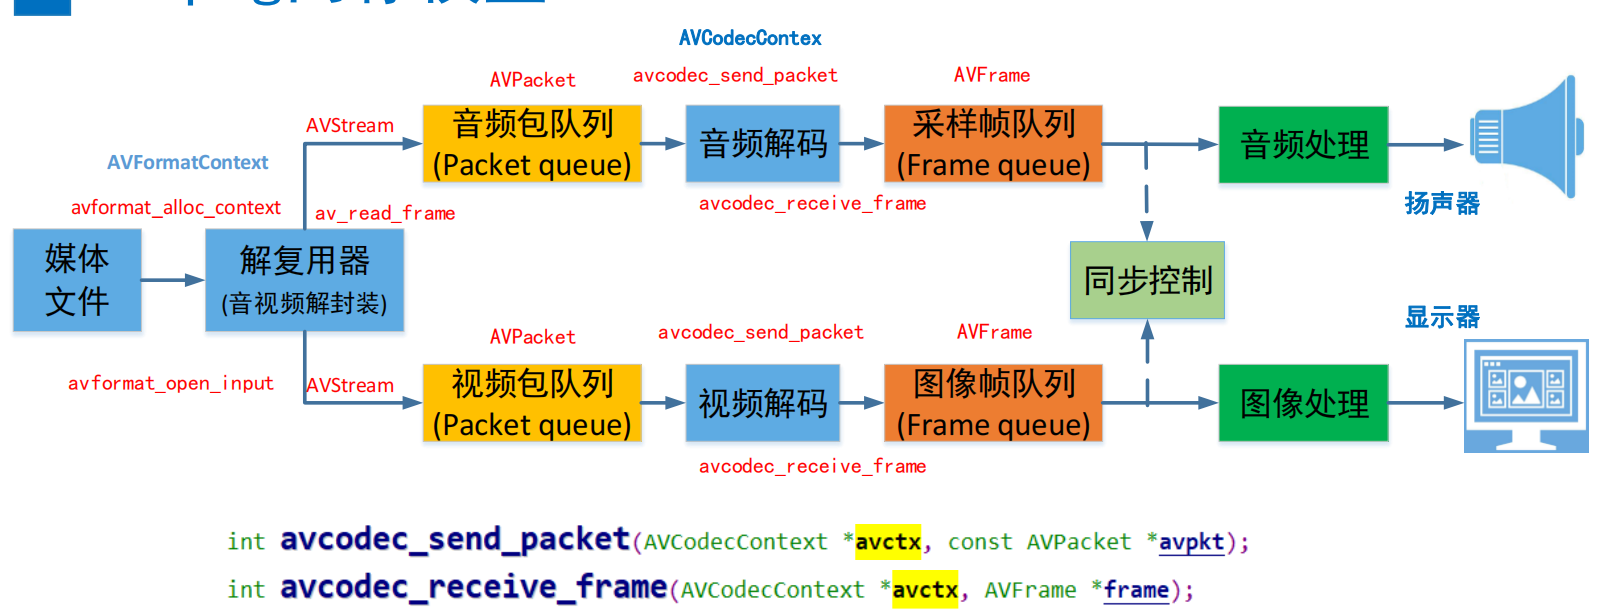 AVCodecContex
AVPacket
avcodec_send_packet
AVFrame
AVStream
音频包队列
(Packet queue)
音频解码
采样帧队列
(Frame queue)
音频处理
AVFormatContext
avformat_alloc_context
av_read_frame
avcodec_receive_frame
扬声器
媒体
文件
解复用器
(音视频解封装)
同步控制
显示器
AVPacket
avcodec_send_packet
AVFrame
avformat_open_input
AVStream
视频包队列
(Packet queue)
视频解码
图像帧队列
(Frame queue)
图像处理
avcodec_receive_frame
int avcodec_send_packet(AVCodecContext *avctx, const AVPacket *avpkt);
int avcodec_receive_frame(AVCodecContext *avctx, AVFrame *frame);